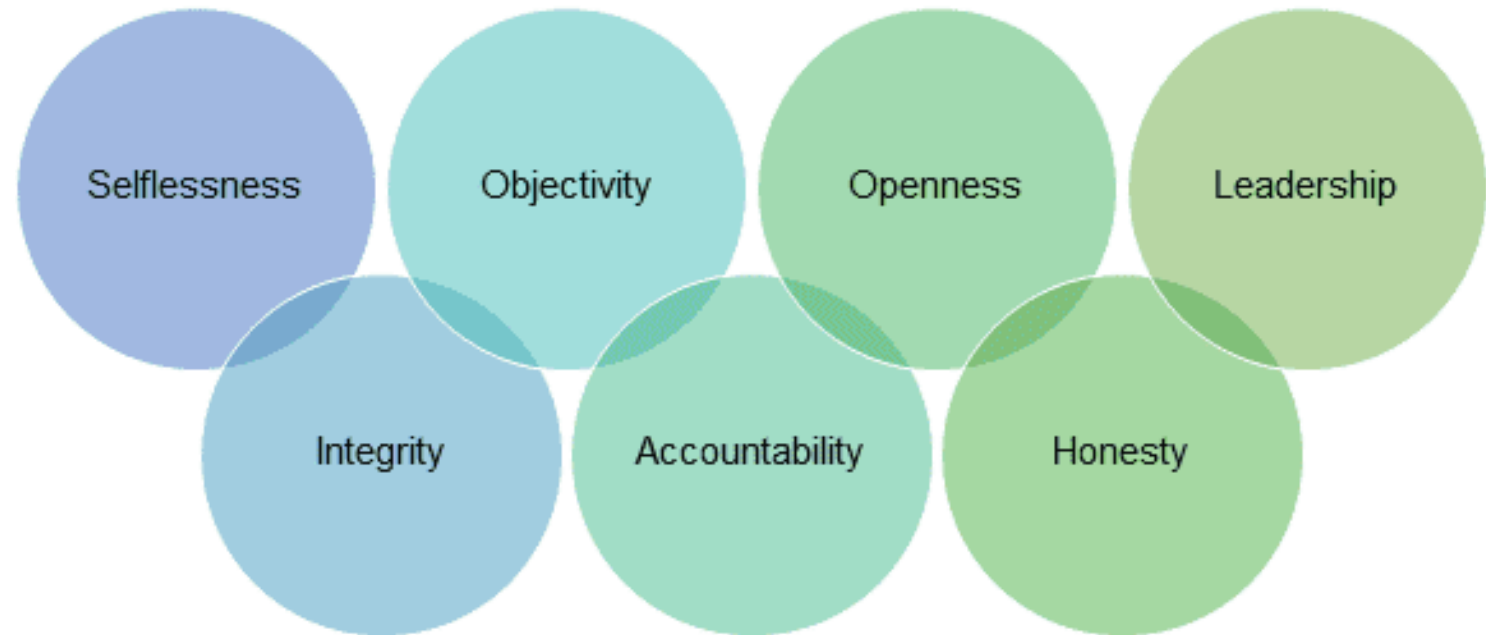 Selflessness
Objectivity
Openness
Leadership
Integrity
Accountability
Honesty